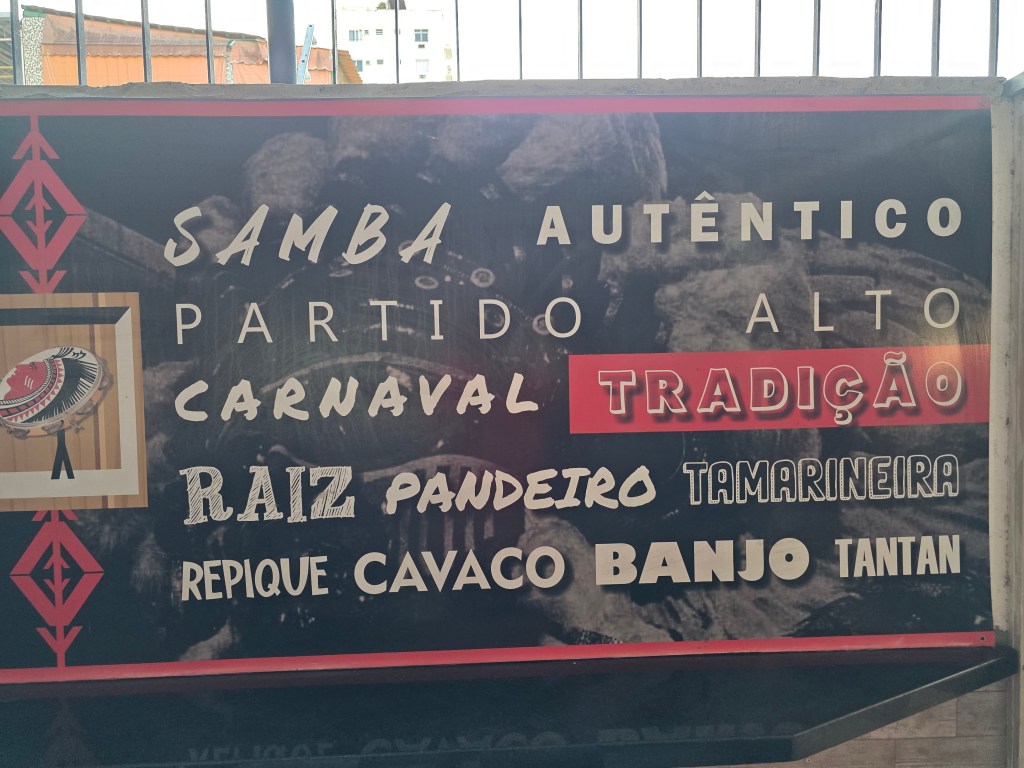 SAMBA AUTÊNTICO
PARTIDO ALTO
CARNAVAL TRADIÇÃO
RAIZ PANDEIRO TAMARINEIRA
REPIQUE CAVACO BANJO TANTAN